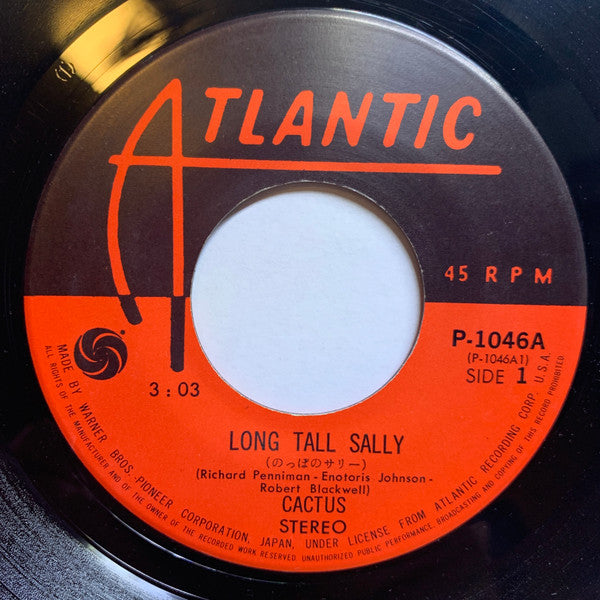 ATLANTIC
45 RPM
P-1046A
(P-1046A1)
SIDE 1
3:03
LONG TALL SALLY
(のっぽのサリー)
(Richard Penniman - Enotoris Johnson -
Robert Blackwell)
CACTUS
STEREO
MADE BY WARNER BROS.-PIONEER CORPORATION, JAPAN, UNDER LICENSE FROM ATLANTIC RECORDING CORP. U.S.A.
ALL RIGHTS OF THE MANUFACTURER AND OF THE OWNER OF THE RECORDED WORK RESERVED. UNAUTHORIZED PUBLIC PERFORMANCE, BROADCASTING AND COPYING OF THIS RECORD PROHIBITED.